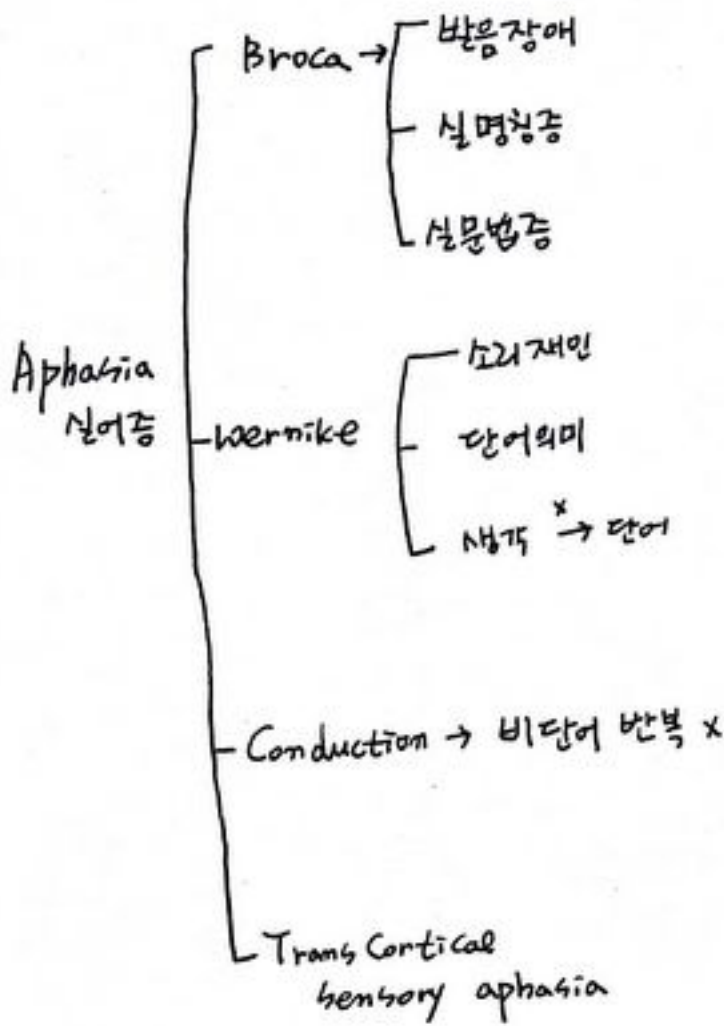 Broca →
발음장애
실명칭증
실문법증
Aphasia
실어증
wernike
소리재인
단어의미
생각 x→ 단어
Conduction → 비단어 반복 x
Trans Cortical
sensory aphasia